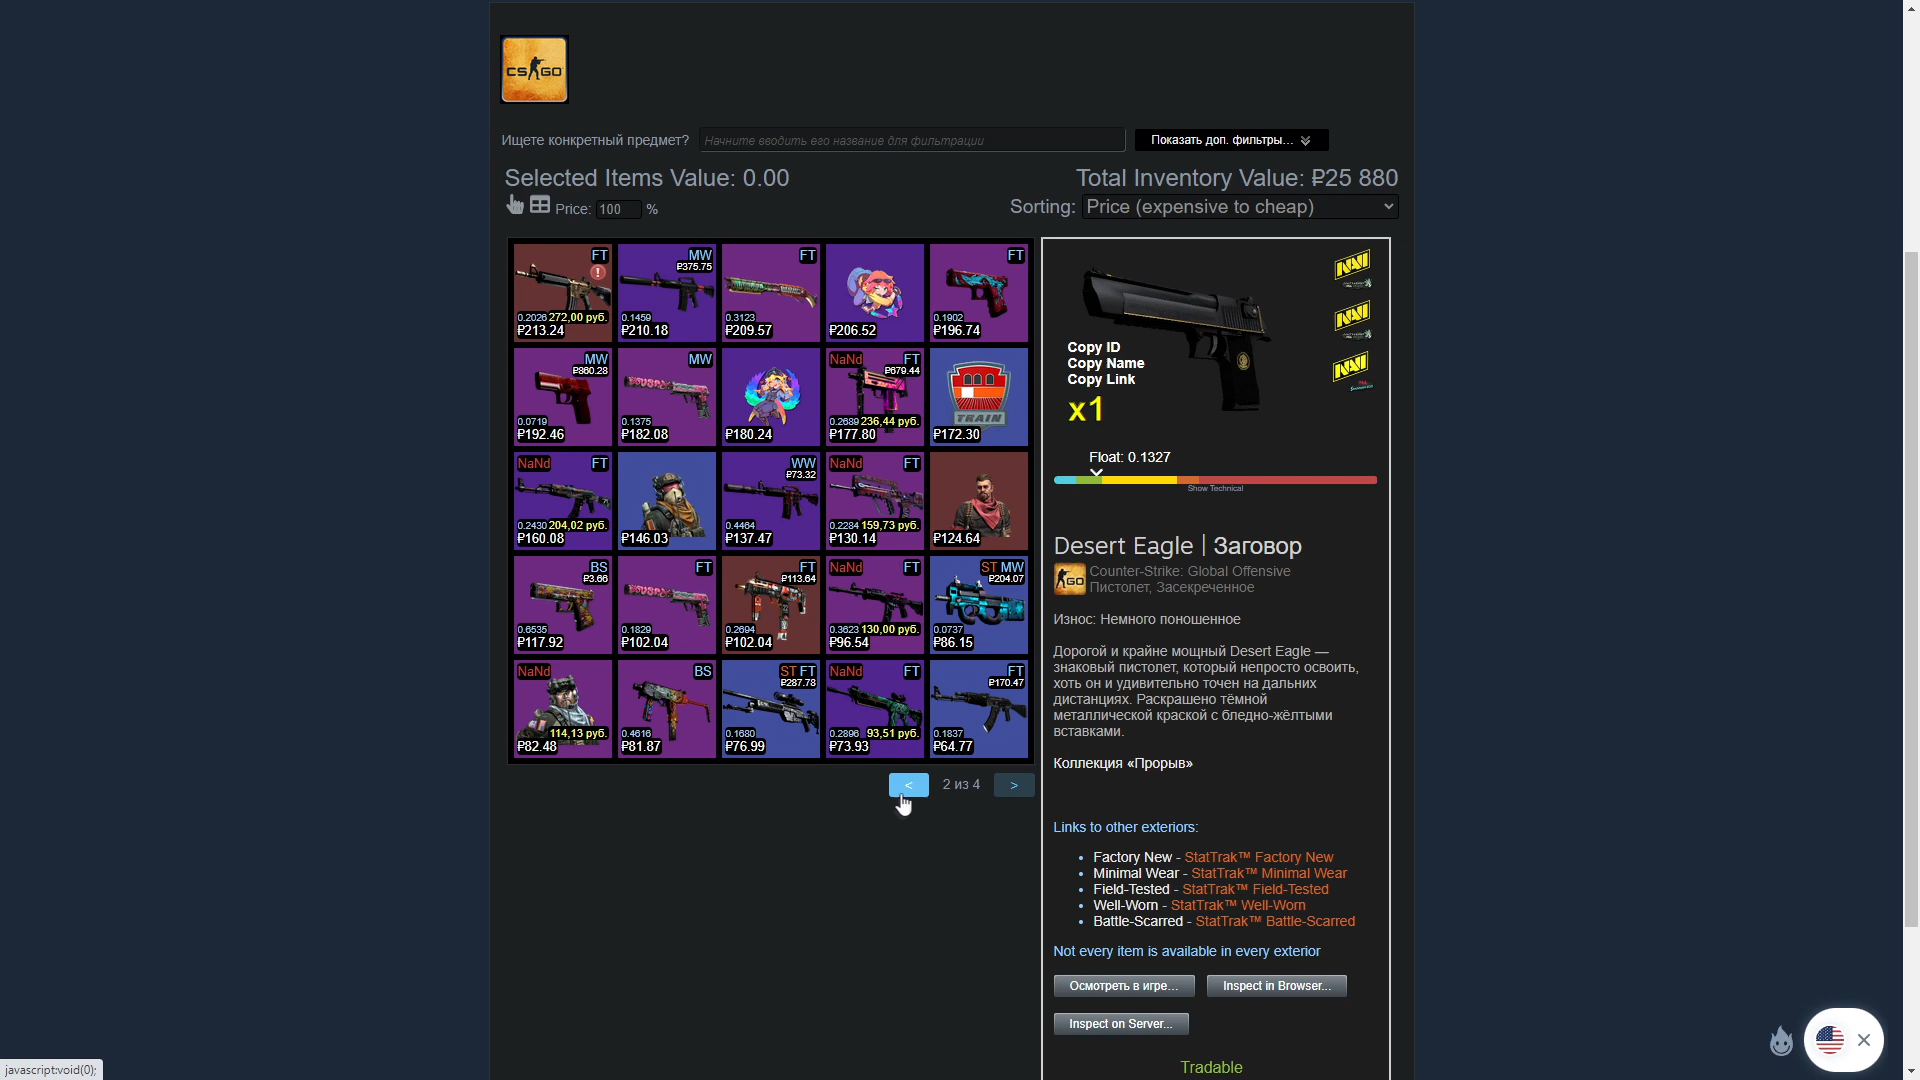 CS GO
Ищете конкретный предмет?
Начните вводить его название для фильтрации
Показать доп. фильтры...
Selected Items Value: 0.00
Total Inventory Value: ₽25 880
Price: 100 %
Sorting: Price (expensive to cheap)
FT
0.2026 272,00 руб.
₽213.24
MW
₽375.75
0.1459
₽210.18
FT
0.3123
₽209.57
₽206.52
FT
0.1902
₽196.74
MW
₽360.28
0.0719
₽192.46
MW
0.1375
₽182.08
₽180.24
NaNd FT
₽679.44
0.2689 236,44 руб.
₽177.80
TRAIN
₽172.30
NaNd FT
0.2430 204,02 руб.
₽160.08
₽146.03
WW
₽73.32
0.4464
₽137.47
NaNd FT
0.2284 159,73 руб.
₽130.14
₽124.64
BS
₽3.66
0.6535
₽117.92
FT
0.1829
₽102.04
FT
₽113.64
0.2694
₽102.04
NaNd FT
0.3623 130,00 руб.
₽96.54
ST MW
₽204.07
0.0737
₽86.15
NaNd
114,13 руб.
₽82.48
BS
0.4616
₽81.87
ST FT
₽287.78
0.1680
₽76.99
NaNd FT
0.2896 93,51 руб.
₽73.93
FT
₽170.47
0.1837
₽64.77
< 2 из 4 >
NAVI
NAVI
NAVI
Copy ID
Copy Name
Copy Link
x1
Float: 0.1327
Show Technical
Desert Eagle | Заговор
GO
Counter-Strike: Global Offensive
Пистолет, Засекреченное
Износ: Немного поношенное
Дорогой и крайне мощный Desert Eagle —
знаковый пистолет, который непросто освоить,
хоть он и удивительно точен на дальних
дистанциях. Раскрашено тёмной
металлической краской с бледно-жёлтыми
вставками.
Коллекция «Прорыв»
Links to other exteriors:
• Factory New - StatTrak™ Factory New
• Minimal Wear - StatTrak™ Minimal Wear
• Field-Tested - StatTrak™ Field-Tested
• Well-Worn - StatTrak™ Well-Worn
• Battle-Scarred - StatTrak™ Battle-Scarred
Not every item is available in every exterior
Осмотреть в игре...
Inspect in Browser...
Inspect on Server...
Tradable
javascript:void(0);